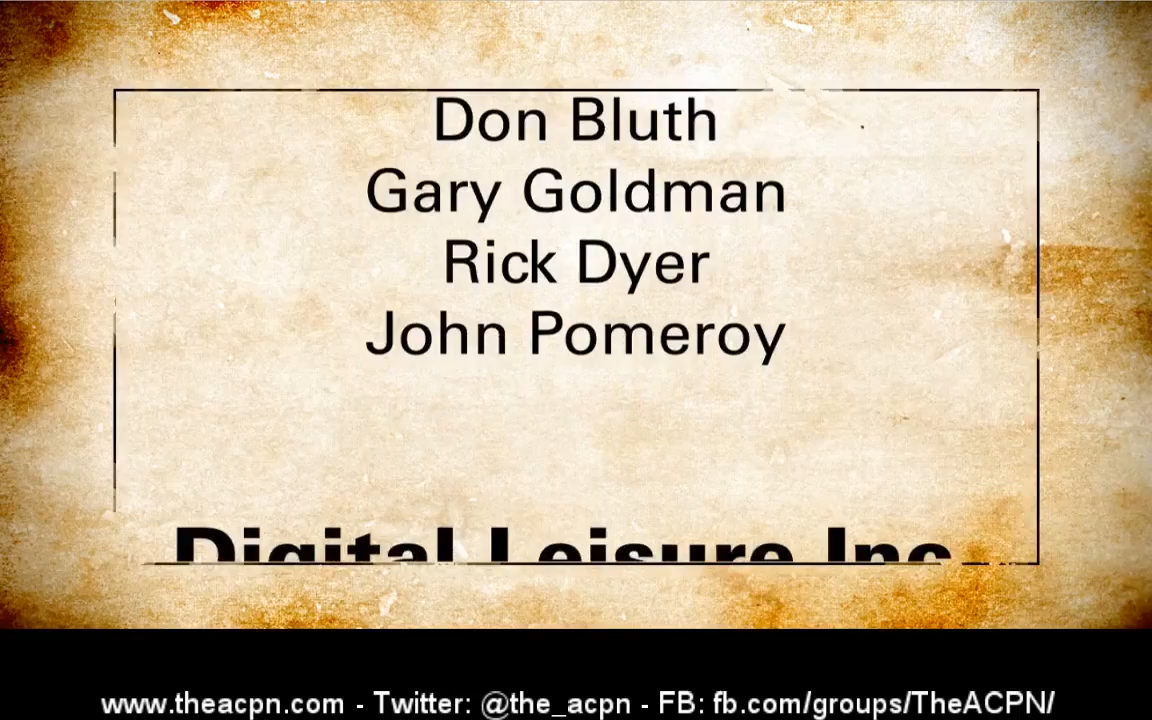 Don Bluth
Gary Goldman
Rick Dyer
John Pomeroy
Digital Leisure Inc.
www.theacpn.com - Twitter: @the_acpn - FB: fb.com/groups/TheACPN/